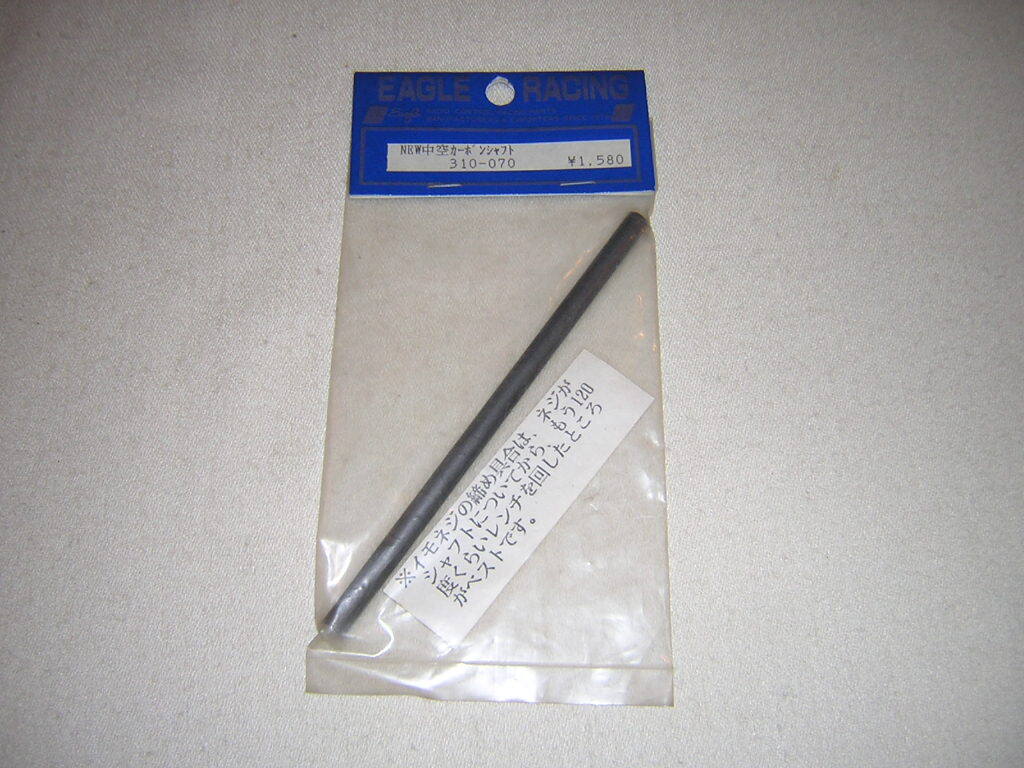 EAGLE RACING
Eagle
NEW中空カーボンシャフト
310-070 ¥1,580
※イモネジの締め具合は、ネジが
シャフトについてから、もう120
度くらいレンチを回したところ
がベストです。